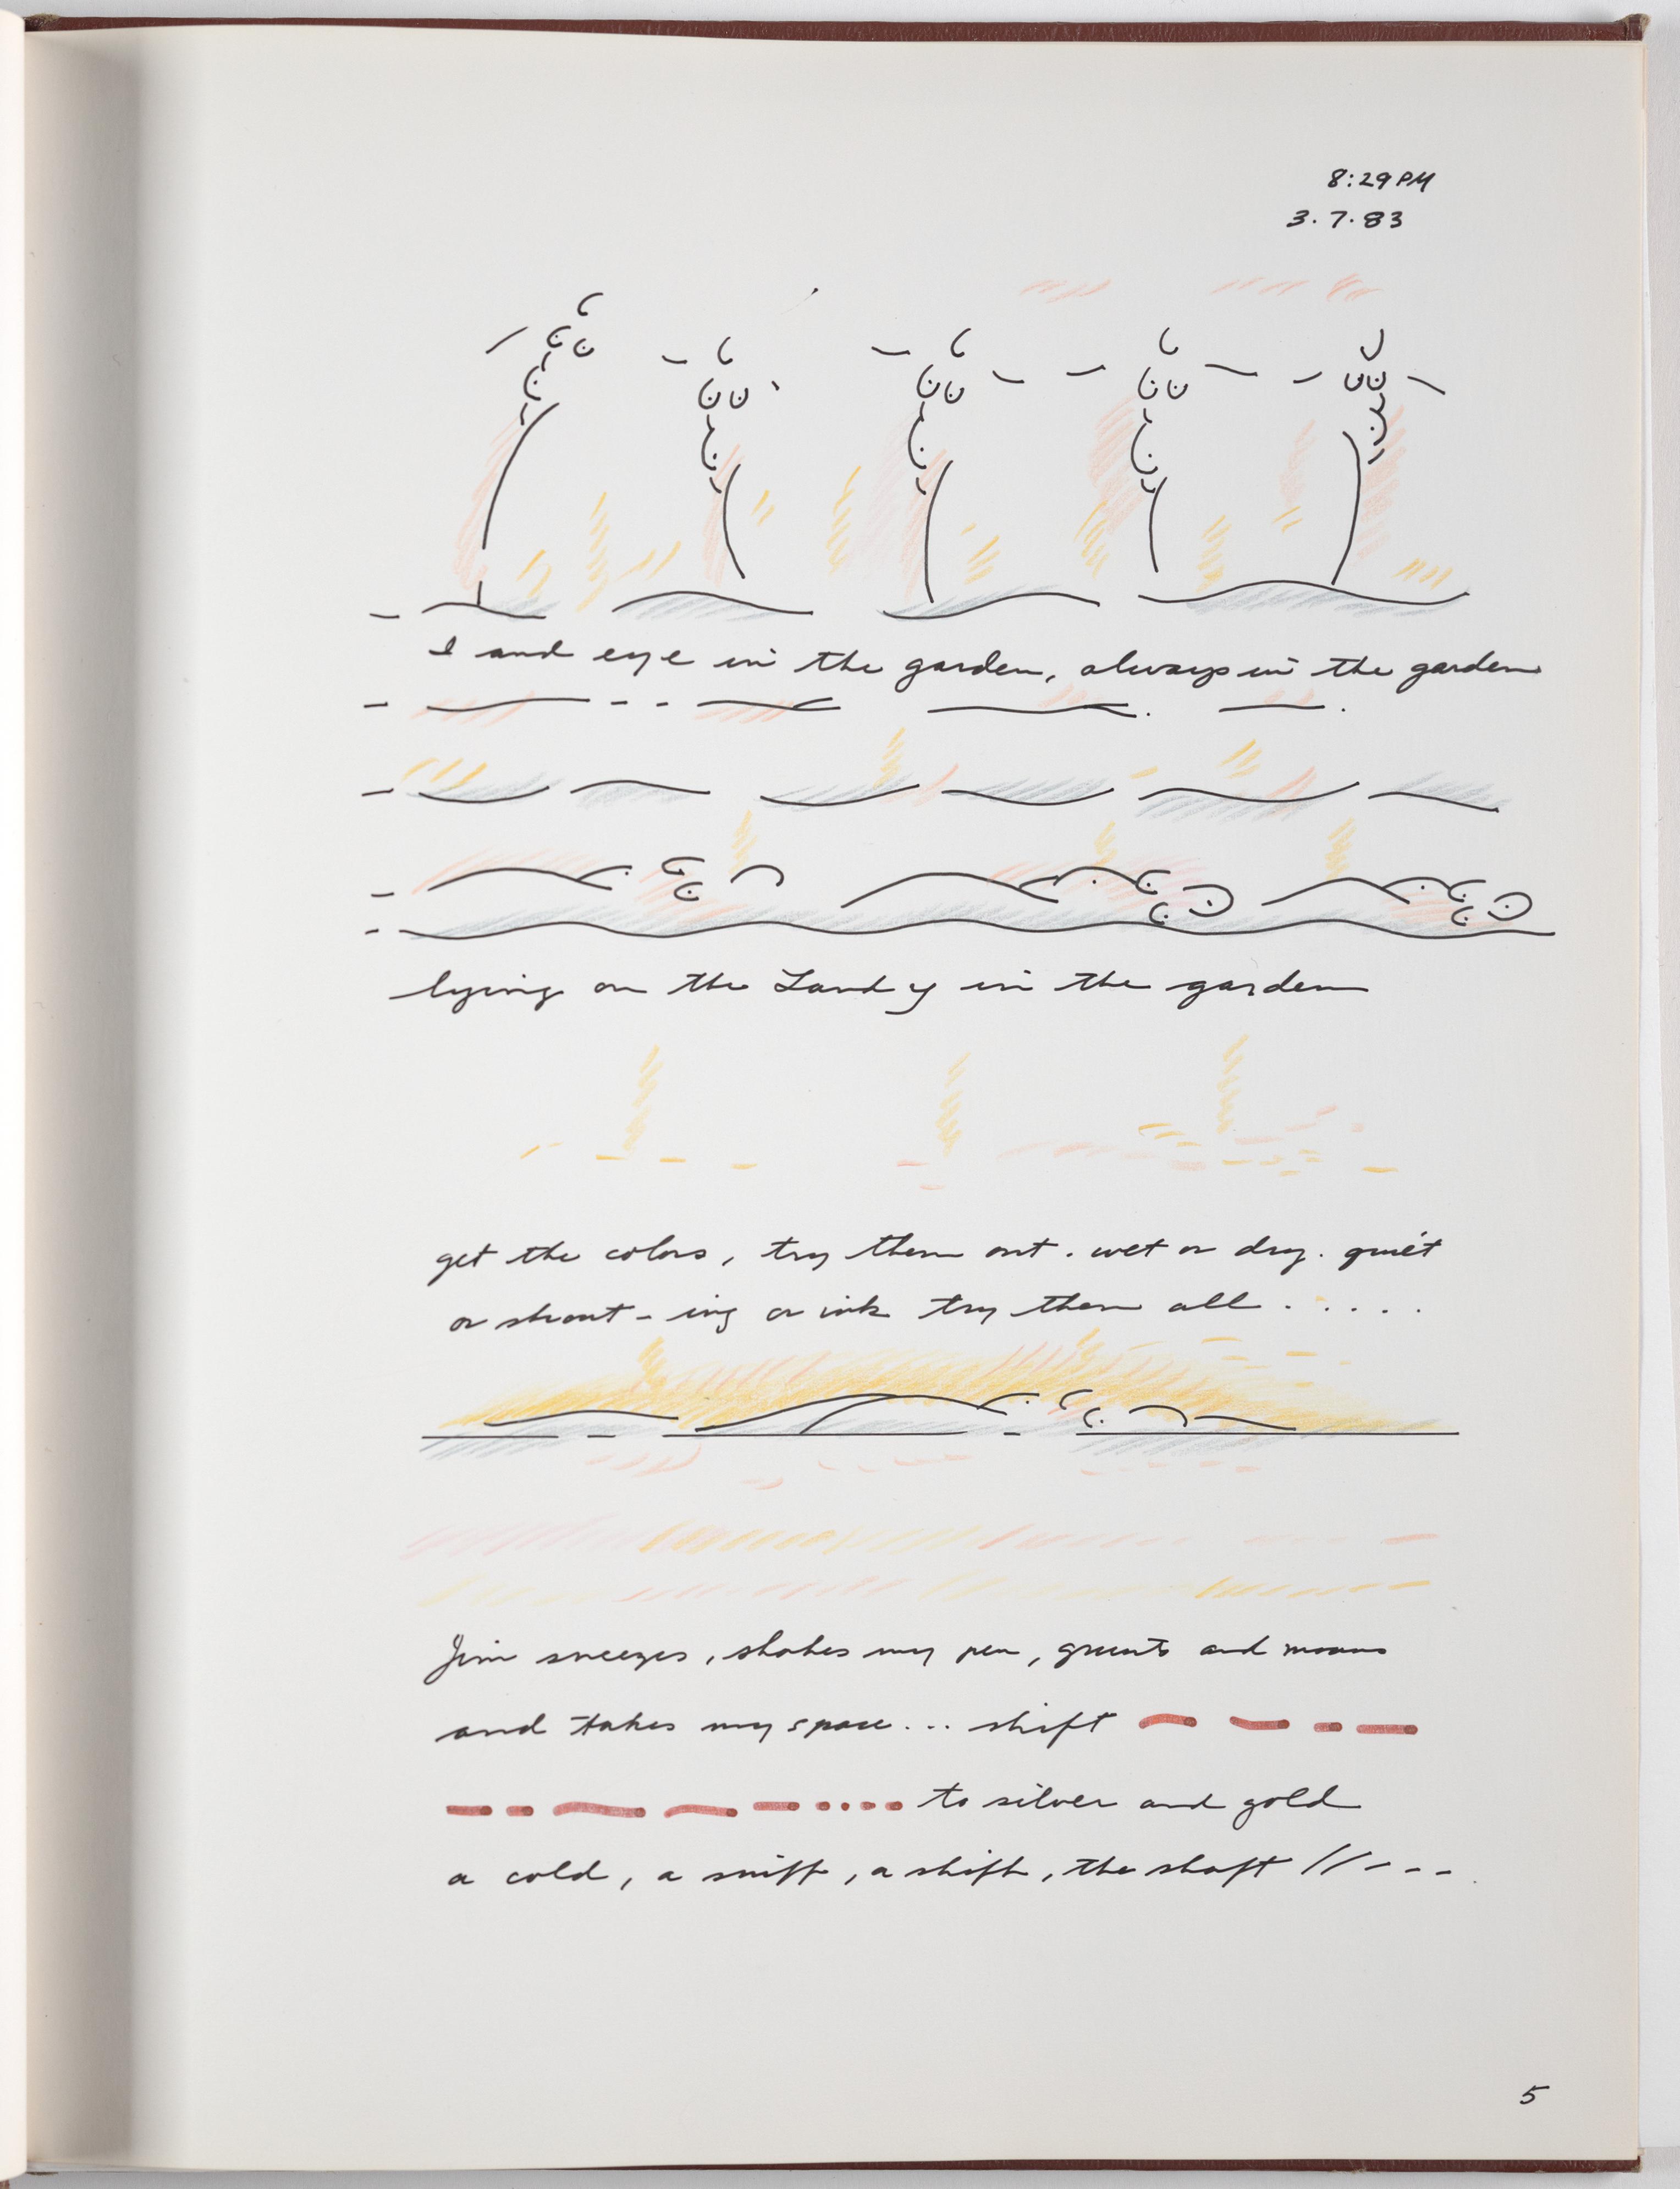 8:29 PM
3.7.83
I and eye in the garden, always in the garden
lying on the Land y in the garden
get the colors, try them out. wet or dry. quiet
or shout-ing or ink try them all . . . . .
Jim sneezes, shakes my pen, grunts and moans
and takes my space... shift
to silver and gold
a cold, a sniff, a shift, the shaft //---
5